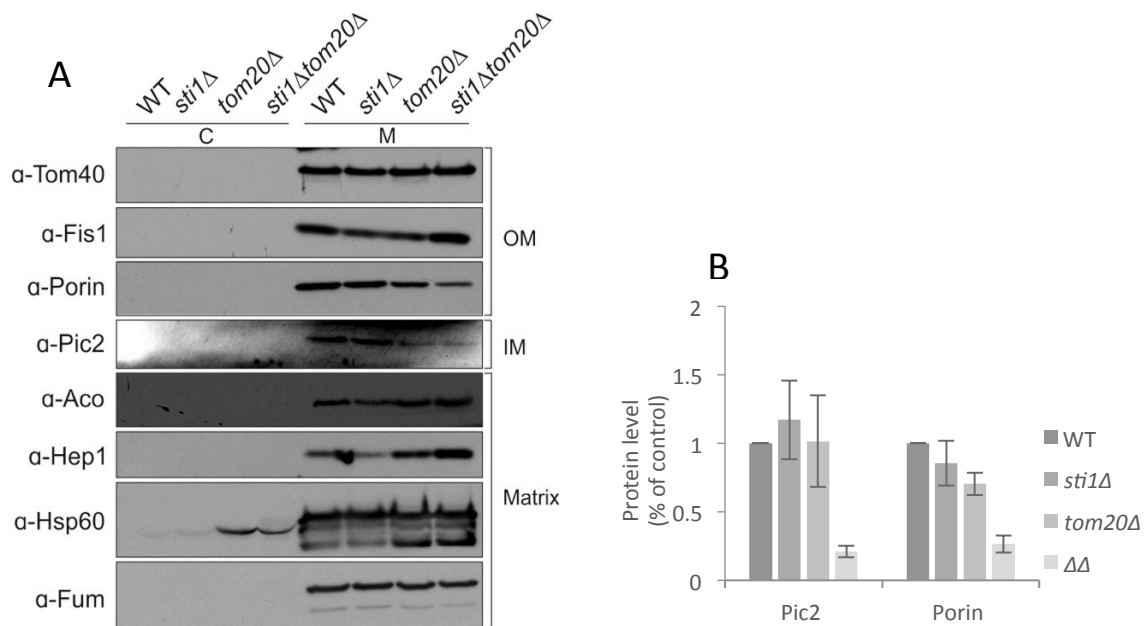 A
WT sti1Δ tom20Δ sti1Δtom20Δ WT sti1Δ tom20Δ sti1Δtom20Δ
C M
α-Tom40
α-Fis1
OM
α-Porin
α-Pic2
IM
α-Aco
α-Hep1
Matrix
α-Hsp60
α-Fum
B
Protein level
(% of control)
2
1.5
1
0.5
0
Pic2 Porin
WT
sti1Δ
tom20Δ
ΔΔ